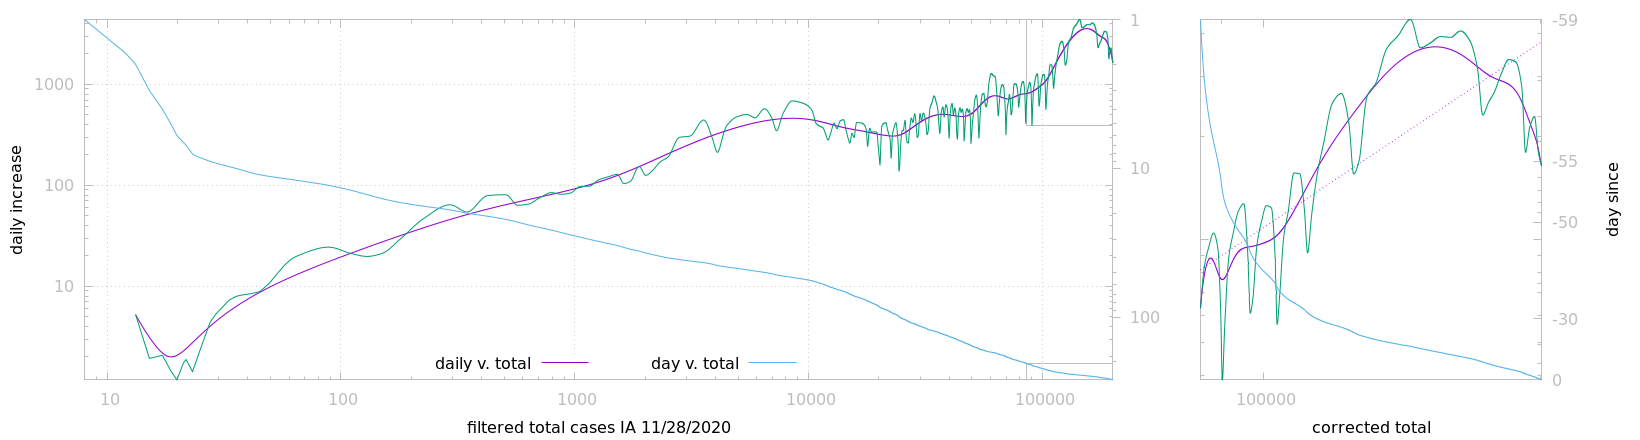 daily increase
1000
100
10
10
100
1000
10000
100000
filtered total cases IA 11/28/2020
daily v. total
day v. total
1
10
100
-59
-55
-50
-30
0
day since
100000
corrected total